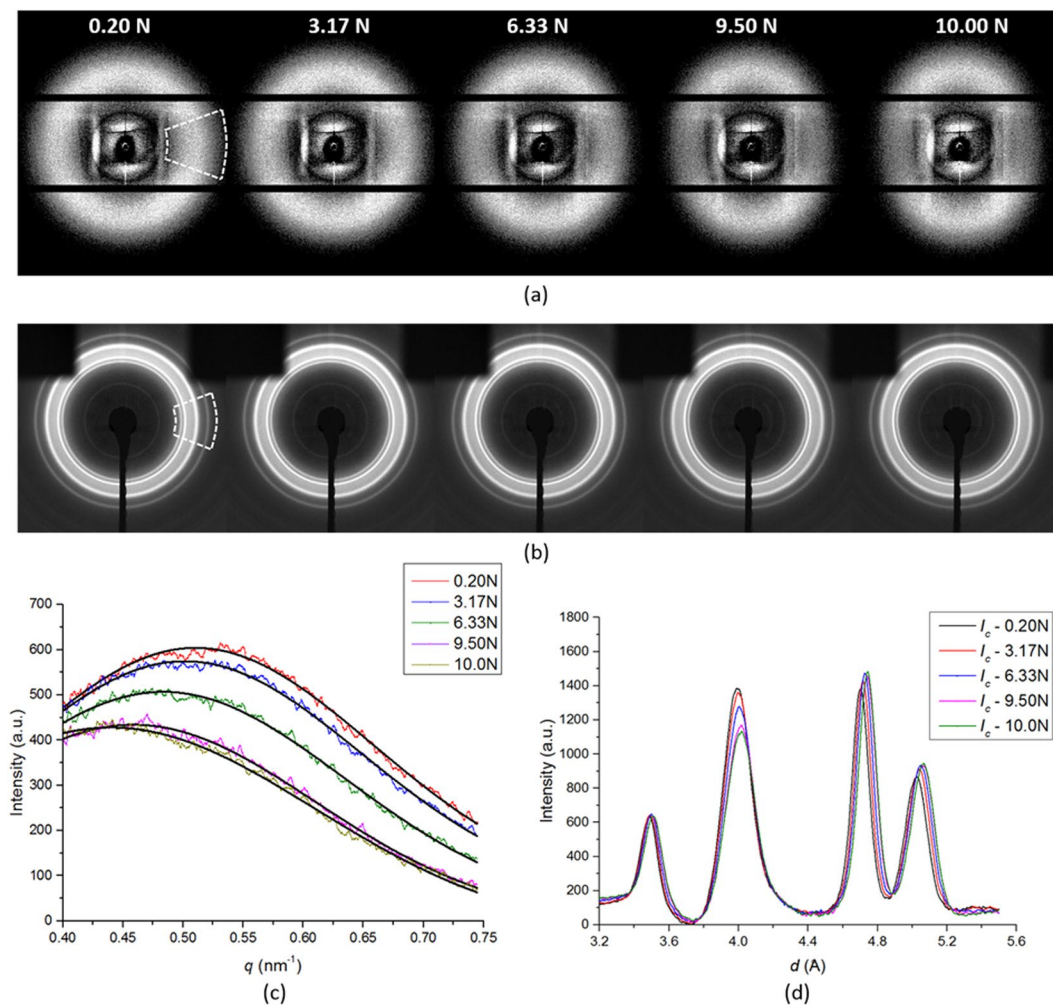 (a)
0.20 N 3.17 N 6.33 N 9.50 N 10.00 N
(a)
(b)
0.20N
3.17N
6.33N
9.50N
10.0N
Intensity (a.u.)
700
600
500
400
300
200
100
0
0.40 0.45 0.50 0.55 0.60 0.65 0.70 0.75
q (nm⁻¹)
(c)
I_c - 0.20N
I_c - 3.17N
I_c - 6.33N
I_c - 9.50N
I_c - 10.0N
Intensity (a.u.)
1800
1600
1400
1200
1000
800
600
400
200
0
3.2 3.6 4.0 4.4 4.8 5.2 5.6
d (Å)
(d)